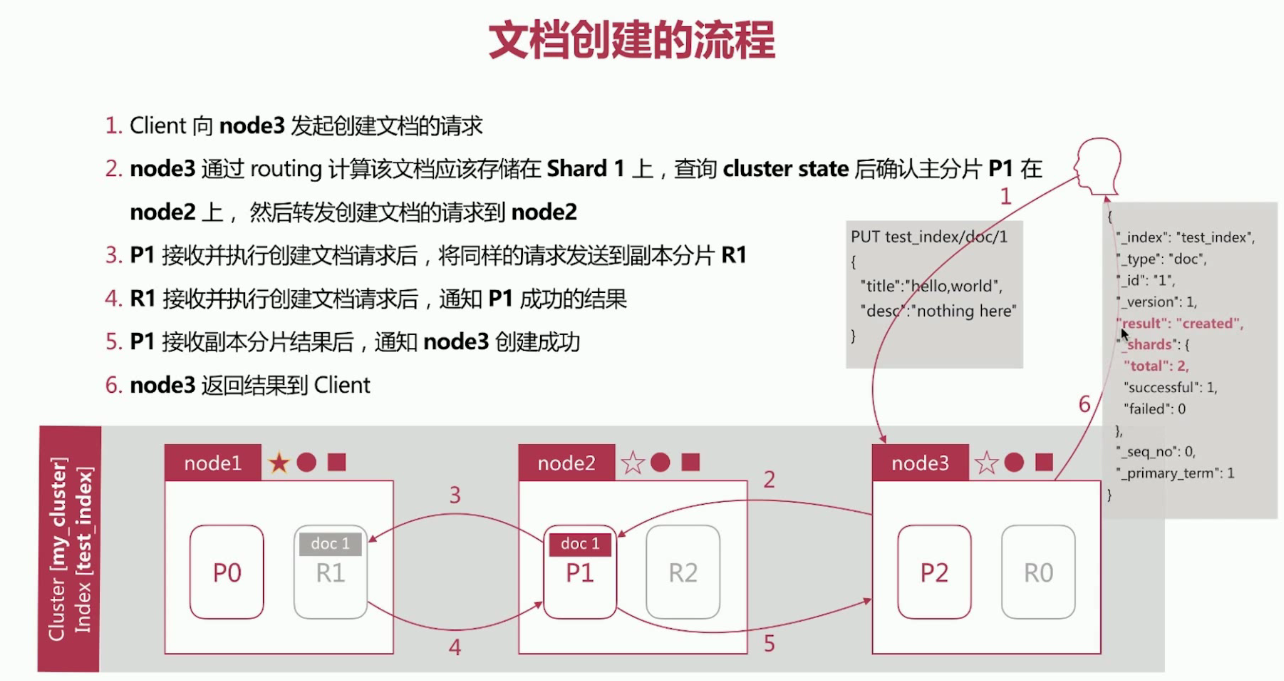 文档创建的流程
1. Client 向 node3 发起创建文档的请求
2. node3 通过 routing 计算该文档应该存储在 Shard 1 上，查询 cluster state 后确认主分片 P1 在
node2 上， 然后转发创建文档的请求到 node2
3. P1 接收并执行创建文档请求后，将同样的请求发送到副本分片 R1
4. R1 接收并执行创建文档请求后，通知 P1 成功的结果
5. P1 接收副本分片结果后，通知 node3 创建成功
6. node3 返回结果到 Client
1
PUT test_index/doc/1
{
"title":"hello,world",
"desc":"nothing here"
}
{
"_index": "test_index",
"_type": "doc",
"_id": "1",
"_version": 1,
"result": "created",
"_shards": {
"total": 2,
"successful": 1,
"failed": 0
},
"_seq_no": 0,
"_primary_term": 1
}
6
Cluster [my_cluster]
Index [test_index]
node1
P0
doc 1
R1
3
4
node2
doc 1
P1
R2
2
5
node3
P2
R0